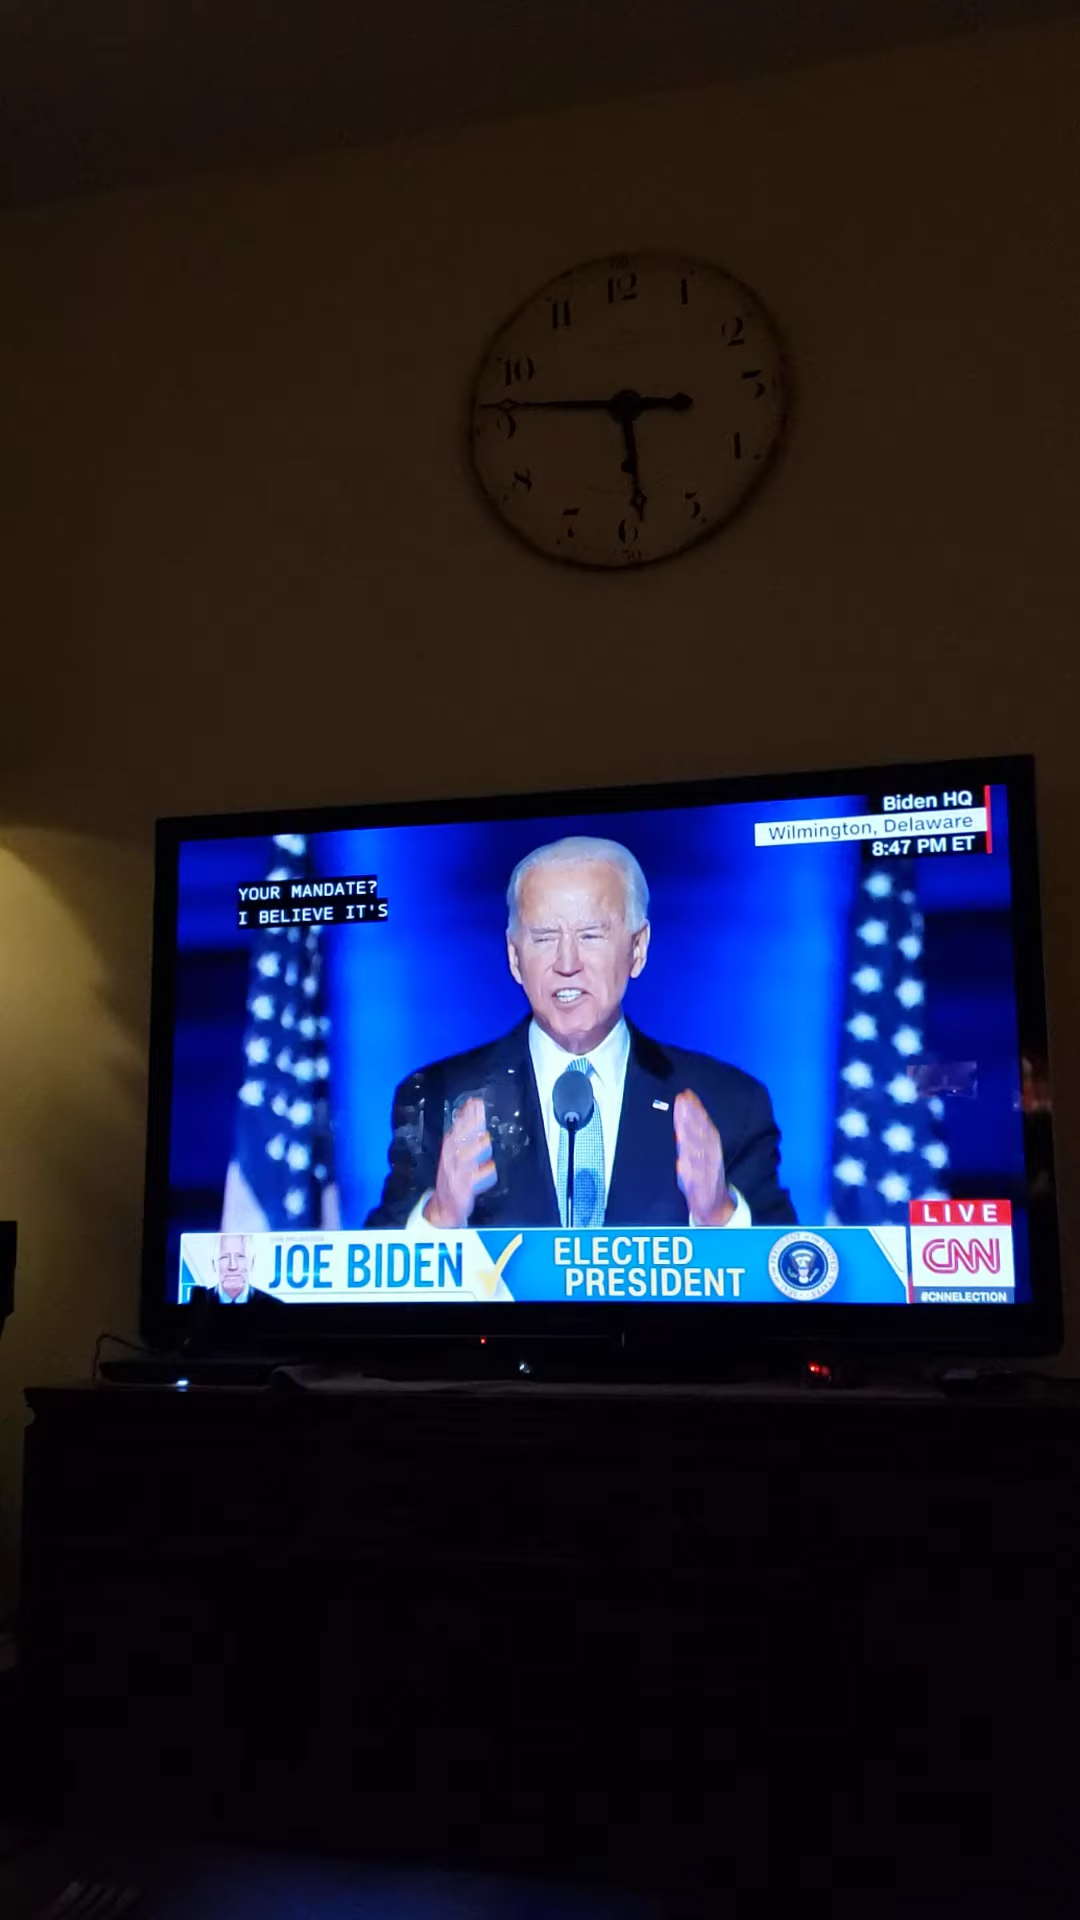 12
1
11
2
10
3
9
8
5
7
6
Biden HQ
Wilmington, Delaware
8:47 PM ET
YOUR MANDATE?
I BELIEVE IT'S
JOE BIDEN
ELECTED
PRESIDENT
LIVE
CNN
#CNNELECTION